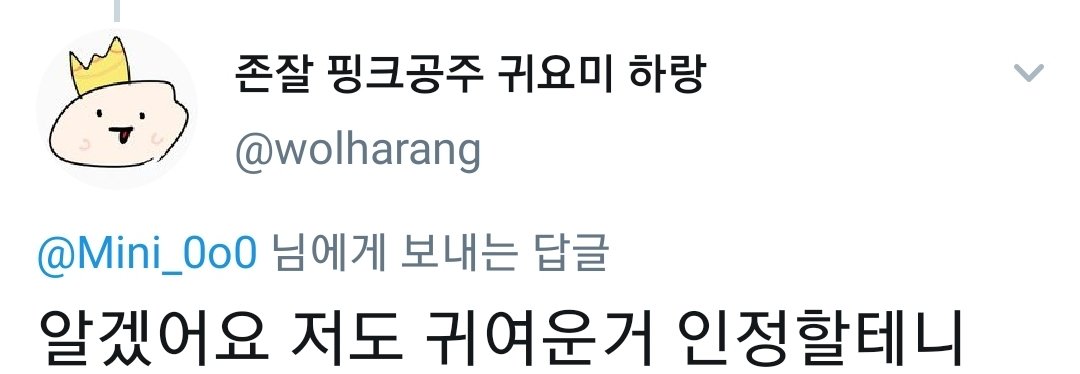 존잘 핑크공주 귀요미 하랑
@wolharang
@Mini_0o0 님에게 보내는 답글
알겠어요 저도 귀여운거 인정할테니